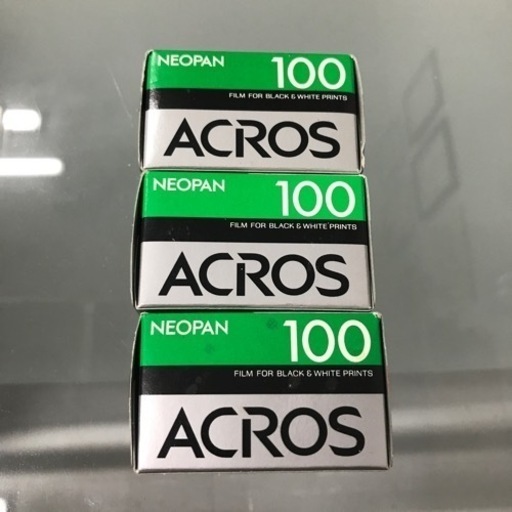 NEOPAN 100
FILM FOR BLACK & WHITE PRINTS
ACROS
NEOPAN 100
FILM FOR BLACK & WHITE PRINTS
ACROS
NEOPAN 100
FILM FOR BLACK & WHITE PRINTS
ACROS